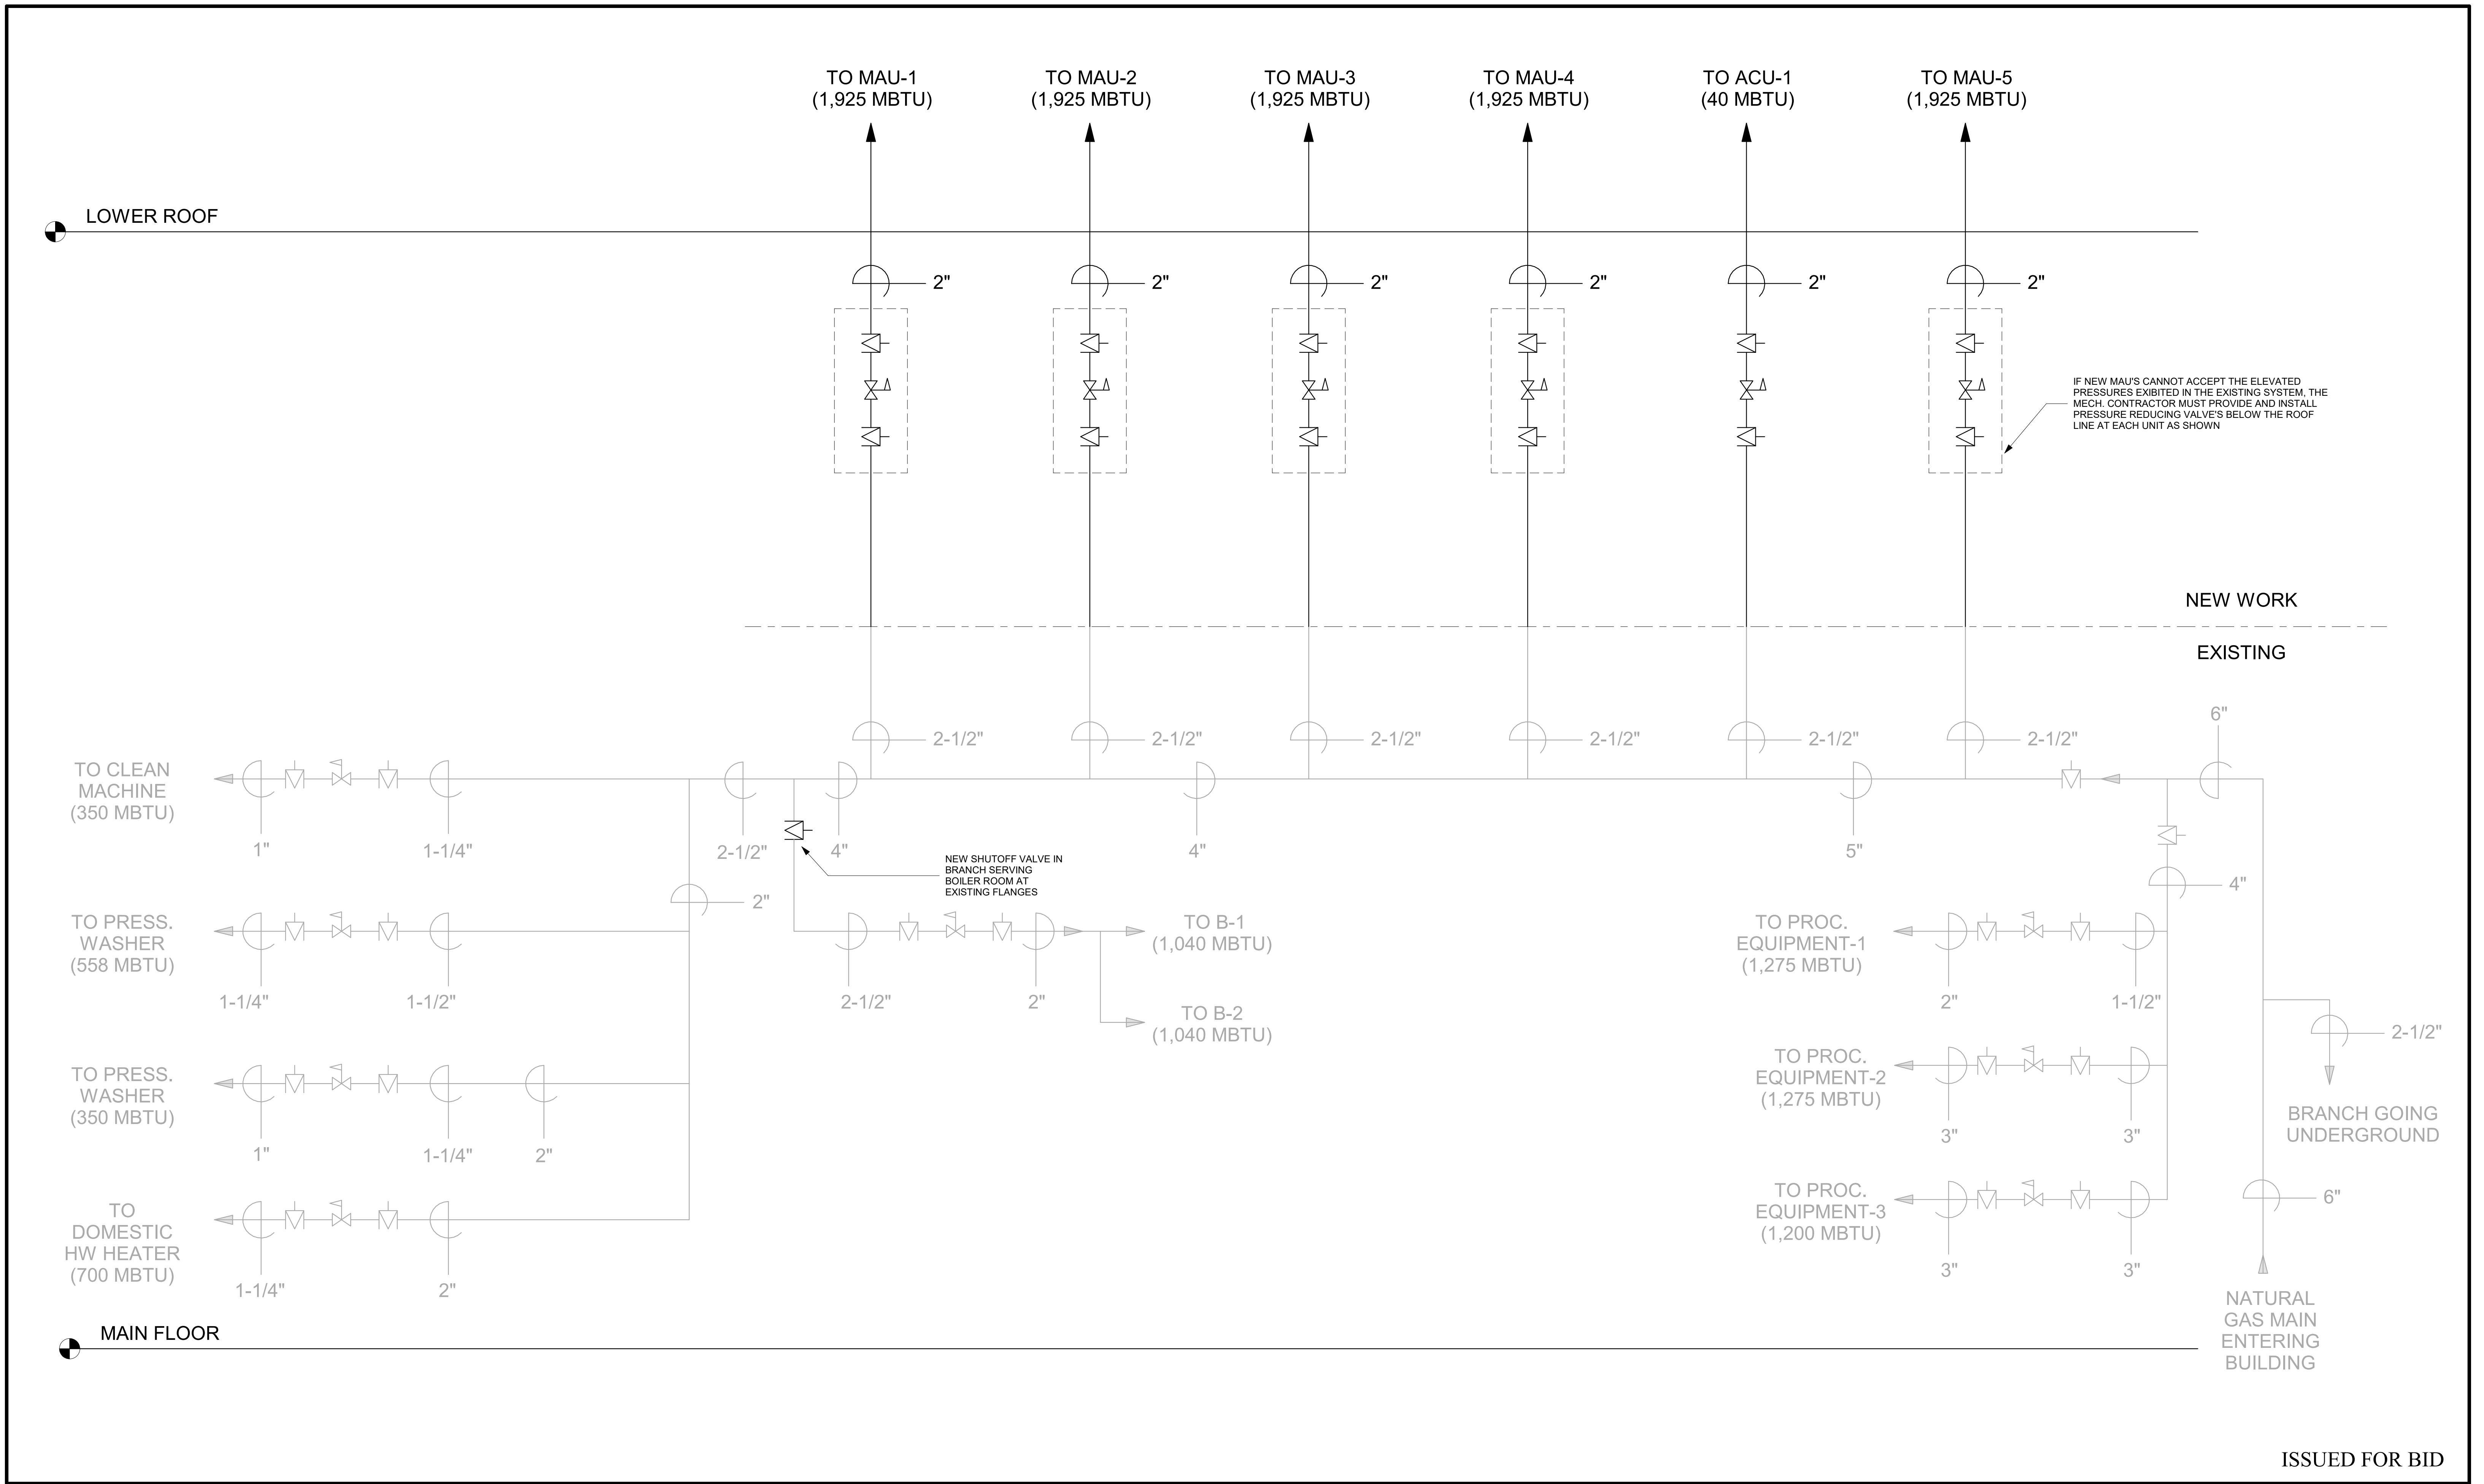 TO MAU-1
(1,925 MBTU)
TO MAU-2
(1,925 MBTU)
TO MAU-3
(1,925 MBTU)
TO MAU-4
(1,925 MBTU)
TO ACU-1
(40 MBTU)
TO MAU-5
(1,925 MBTU)
LOWER ROOF
2"
2"
2"
2"
2"
2"
IF NEW MAU'S CANNOT ACCEPT THE ELEVATED
PRESSURES EXIBITED IN THE EXISTING SYSTEM, THE
MECH. CONTRACTOR MUST PROVIDE AND INSTALL
PRESSURE REDUCING VALVE'S BELOW THE ROOF
LINE AT EACH UNIT AS SHOWN
NEW WORK
EXISTING
6"
2-1/2"
2-1/2"
2-1/2"
2-1/2"
2-1/2"
2-1/2"
TO CLEAN
MACHINE
(350 MBTU)
1"
1-1/4"
2-1/2"
4"
4"
5"
NEW SHUTOFF VALVE IN
BRANCH SERVING
BOILER ROOM AT
EXISTING FLANGES
2"
4"
TO PRESS.
WASHER
(558 MBTU)
1-1/4"
1-1/2"
2-1/2"
2"
TO B-1
(1,040 MBTU)
TO B-2
(1,040 MBTU)
TO PROC.
EQUIPMENT-1
(1,275 MBTU)
2"
1-1/2"
2-1/2"
TO PROC.
EQUIPMENT-2
(1,275 MBTU)
3"
3"
BRANCH GOING
UNDERGROUND
TO PRESS.
WASHER
(350 MBTU)
1"
1-1/4"
2"
TO PROC.
EQUIPMENT-3
(1,200 MBTU)
3"
3"
6"
TO
DOMESTIC
HW HEATER
(700 MBTU)
1-1/4"
2"
NATURAL
GAS MAIN
ENTERING
BUILDING
MAIN FLOOR
ISSUED FOR BID